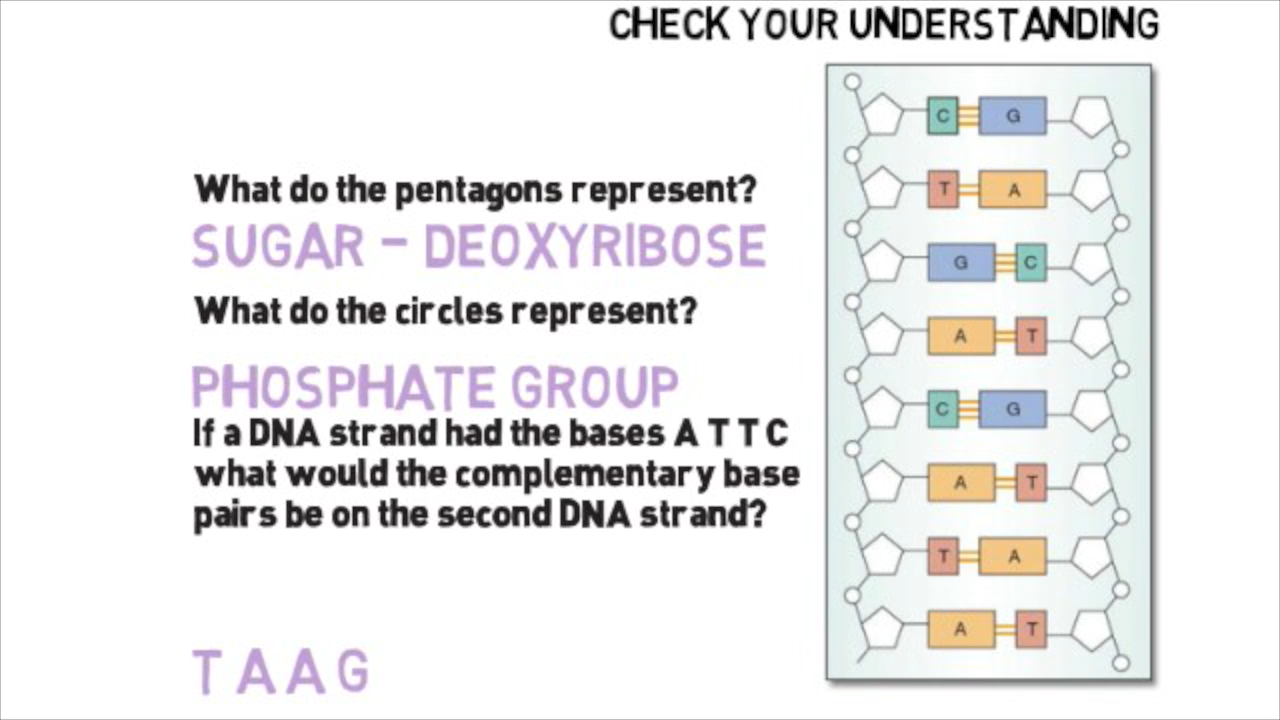 CHECK YOUR UNDERSTANDING
What do the pentagons represent?
SUGAR - DEOXYRIBOSE
What do the circles represent?
PHOSPHATE GROUP
If a DNA strand had the bases A T T C
what would the complementary base
pairs be on the second DNA strand?
T A A G
C G
T A
G C
A T
C G
A T
T A
A T